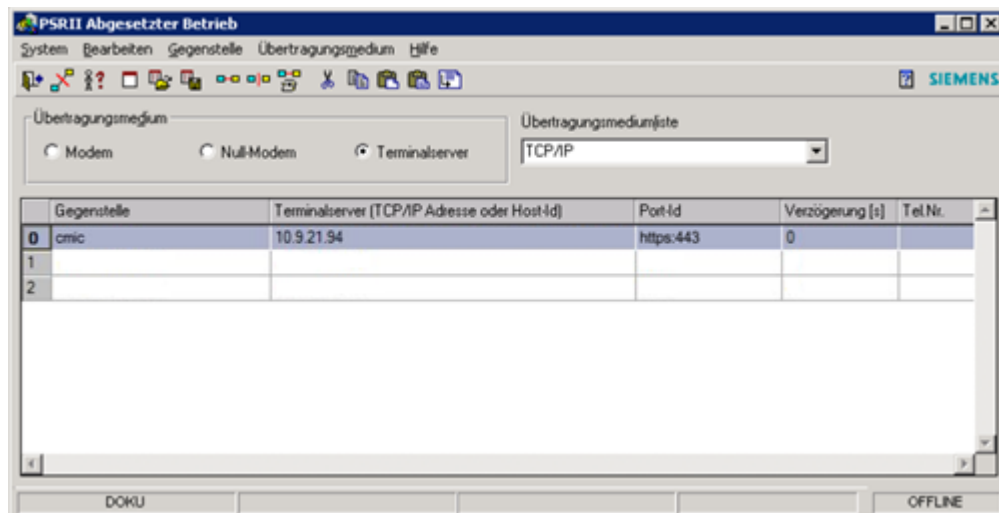 PSRII Abgesetzter Betrieb
System Bearbeiten Gegenstelle Übertragungsmedium Hilfe
SIEMENS
Übertragungsmedium
Modem Null-Modem Terminalserver
Übertragungsmediumliste
TCP/IP
Gegenstelle Terminalserver (TCP/IP Adresse oder Host-Id) Port-Id Verzögerung [s] Tel.Nr.
0 cmic 10.9.21.94 https:443 0
1
2
DOKU OFFLINE